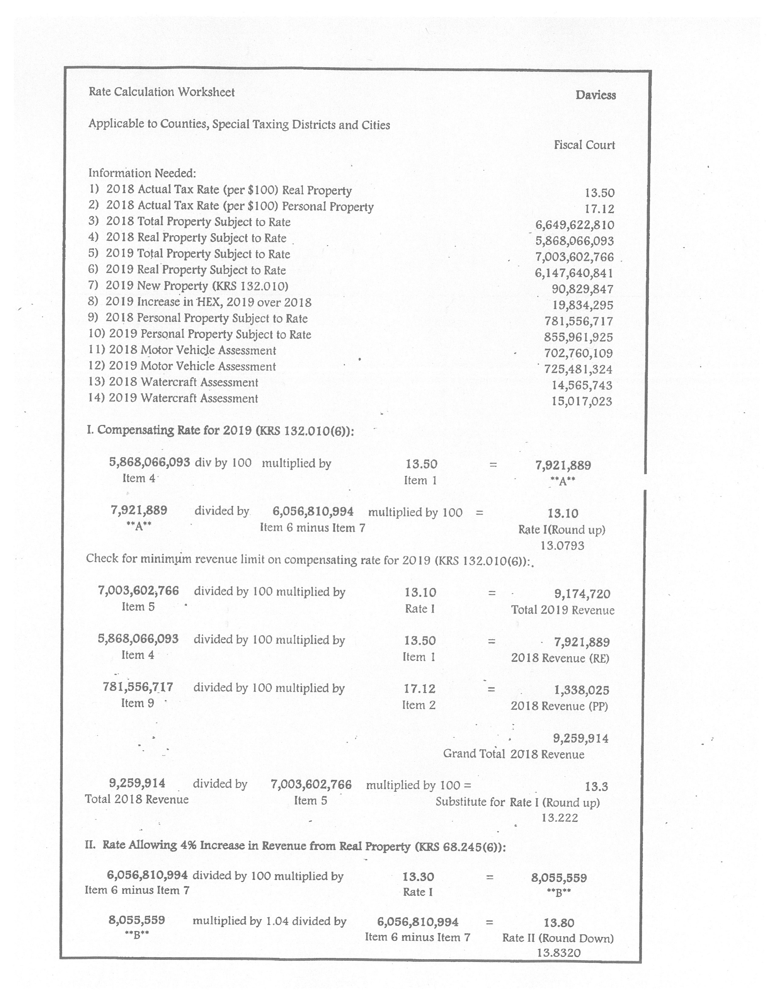 Rate Calculation Worksheet Daviess
Applicable to Counties, Special Taxing Districts and Cities
Fiscal Court
Information Needed:
1) 2018 Actual Tax Rate (per $100) Real Property 13.50
2) 2018 Actual Tax Rate (per $100) Personal Property 17.12
3) 2018 Total Property Subject to Rate 6,649,622,810
4) 2018 Real Property Subject to Rate 5,868,066,093
5) 2019 Total Property Subject to Rate 7,003,602,766
6) 2019 Real Property Subject to Rate 6,147,640,841
7) 2019 New Property (KRS 132.010) 90,829,847
8) 2019 Increase in HEX, 2019 over 2018 19,834,295
9) 2018 Personal Property Subject to Rate 781,556,717
10) 2019 Personal Property Subject to Rate 855,961,925
11) 2018 Motor Vehicle Assessment 702,760,109
12) 2019 Motor Vehicle Assessment 725,481,324
13) 2018 Watercraft Assessment 14,565,743
14) 2019 Watercraft Assessment 15,017,023
I. Compensating Rate for 2019 (KRS 132.010(6)):
5,868,066,093 div by 100 multiplied by 13.50 = 7,921,889
Item 4 Item 1 **A**
7,921,889 divided by 6,056,810,994 multiplied by 100 = 13.10
**A** Item 6 minus Item 7 Rate I(Round up)
13.0793
Check for minimum revenue limit on compensating rate for 2019 (KRS 132.010(6)):
7,003,602,766 divided by 100 multiplied by 13.10 = 9,174,720
Item 5 Rate I Total 2019 Revenue
5,868,066,093 divided by 100 multiplied by 13.50 = 7,921,889
Item 4 Item 1 2018 Revenue (RE)
781,556,717 divided by 100 multiplied by 17.12 = 1,338,025
Item 9 Item 2 2018 Revenue (PP)
9,259,914
Grand Total 2018 Revenue
9,259,914 divided by 7,003,602,766 multiplied by 100 = 13.3
Total 2018 Revenue Item 5 Substitute for Rate I (Round up)
13.222
II. Rate Allowing 4% Increase in Revenue from Real Property (KRS 68.245(6)):
6,056,810,994 divided by 100 multiplied by 13.30 = 8,055,559
Item 6 minus Item 7 Rate I **B**
8,055,559 multiplied by 1.04 divided by 6,056,810,994 = 13.80
**B** Item 6 minus Item 7 Rate II (Round Down)
13.8320